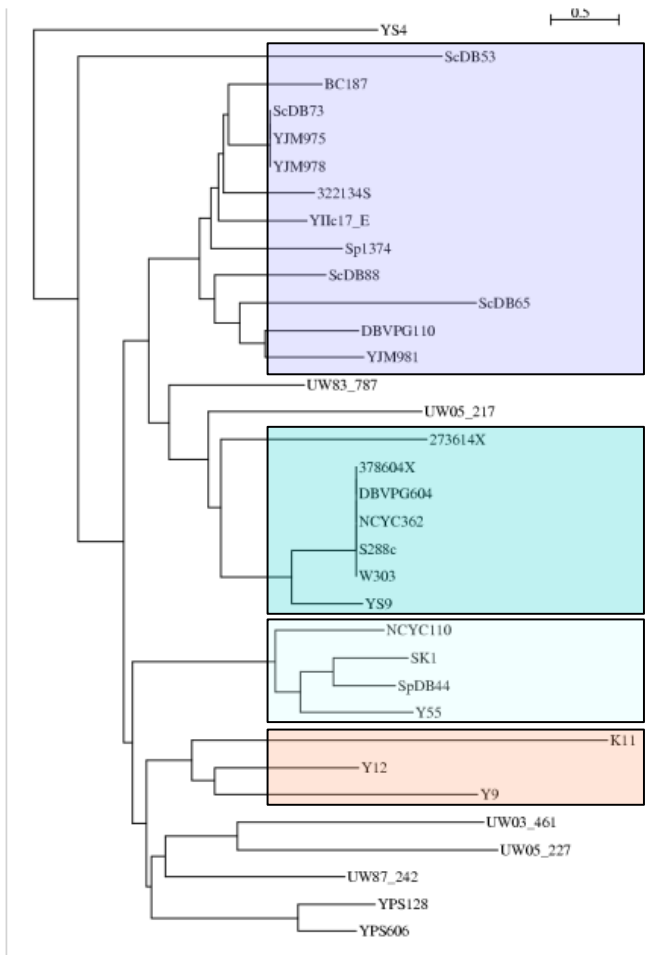 0.5
YS4
ScDB53
BC187
ScDB73
YJM975
YJM978
322134S
YIIc17_E
Sp1374
ScDB88
ScDB65
DBVPG110
YJM981
UW83_787
UW05_217
273614X
378604X
DBVPG604
NCYC362
S288c
W303
YS9
NCYC110
SK1
SpDB44
Y55
K11
Y12
Y9
UW03_461
UW05_227
UW87_242
YPS128
YPS606